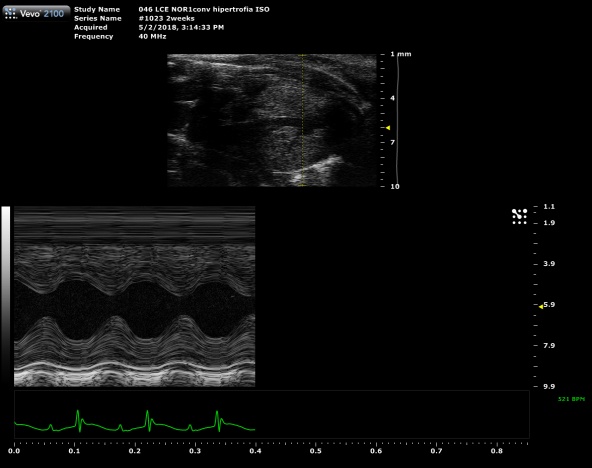 Vevo 2100
Study Name 046 LCE NOR1conv hipertrofia ISO
Series Name #1023 2weeks
Acquired 5/2/2018, 3:14:33 PM
Frequency 40 MHz
1 mm
4
7
10
1.1
1.9
3.9
5.9
7.9
9.9
521 BPM
0.0 0.1 0.2 0.3 0.4 0.5 0.6 0.7 0.8